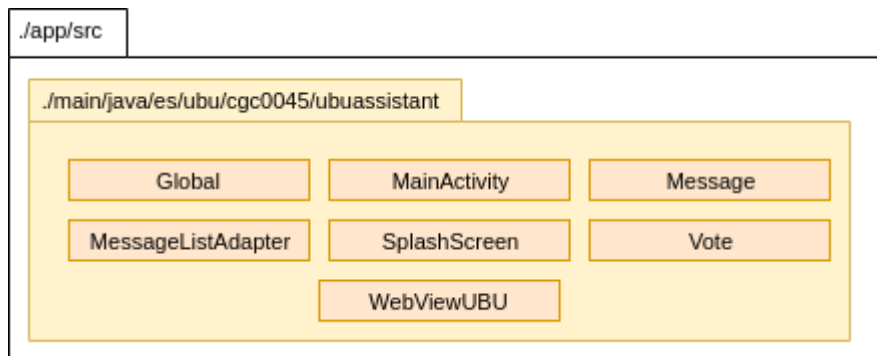 ./app/src
./main/java/es/ubu/cgc0045/ubuassistant
Global
MainActivity
Message
MessageListAdapter
SplashScreen
Vote
WebViewUBU